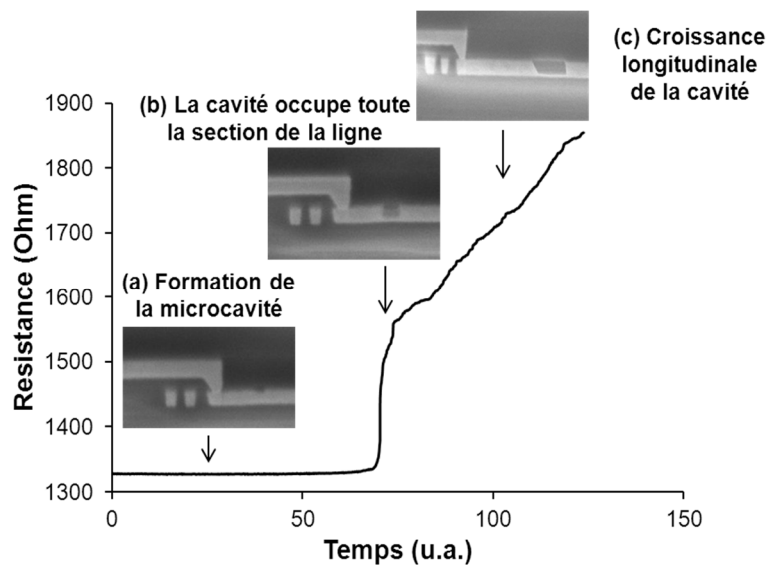 (c) Croissance
longitudinale
de la cavité
(b) La cavité occupe toute
la section de la ligne
(a) Formation de
la microcavité
Resistance (Ohm)
1900
1800
1700
1600
1500
1400
1300
0
50
100
150
Temps (u.a.)